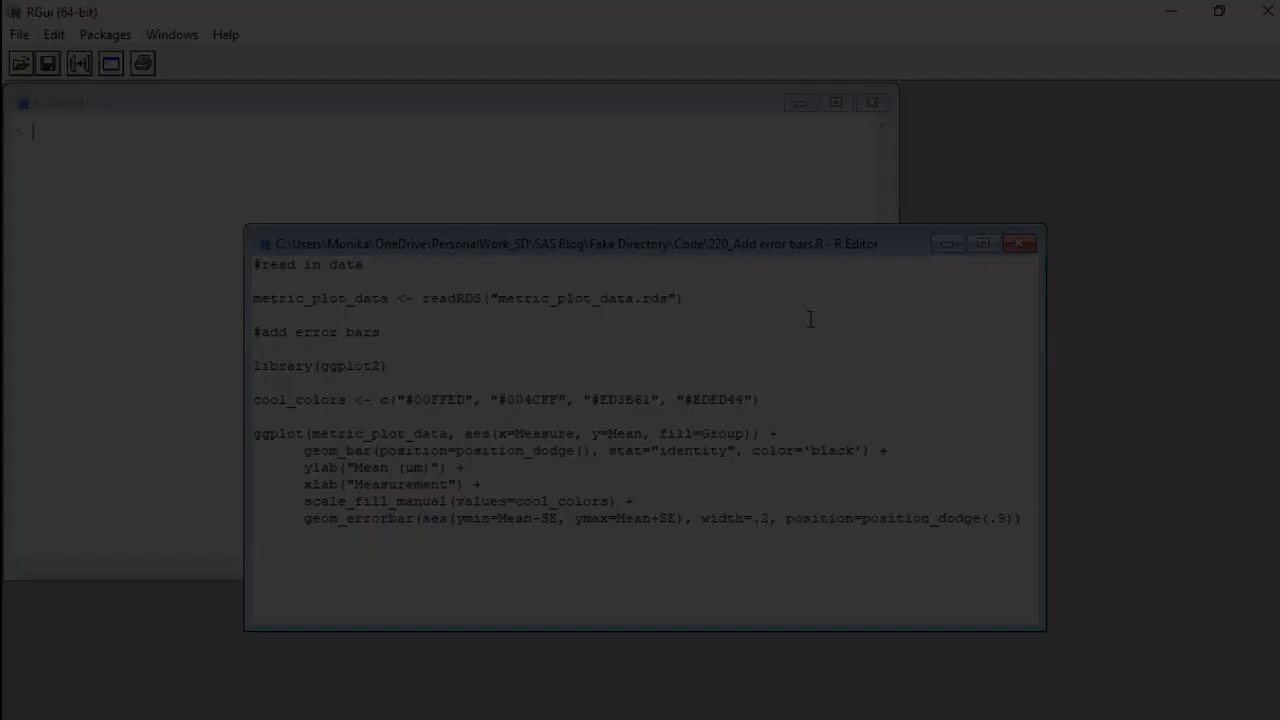 RGui (64-bit)
File Edit Packages Windows Help
>
C:\Users\Monika\OneDrive\PersonalWork_SD\SAS Blog\Fake Directory\Code\220_Add error bars.R - R Editor
#read in data
metric_plot_data <- readRDS("metric_plot_data.rds")
#add error bars
library(ggplot2)
cool_colors <- c("#00FFED", "#004CFF", "#ED3B61", "#EDED44")
ggplot(metric_plot_data, aes(x=Measure, y=Mean, fill=Group)) +
geom_bar(position=position_dodge(), stat="identity", color='black') +
ylab("Mean (µm)") +
xlab("Measurement") +
scale_fill_manual(values=cool_colors) +
geom_errorbar(aes(ymin=Mean-SE, ymax=Mean+SE), width=.2, position=position_dodge(.9))